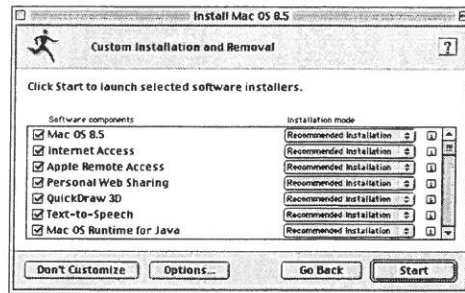 Install Mac OS 8.5
Custom Installation and Removal
?
Click Start to launch selected software installers.
Software components Installation mode
Mac OS 8.5 Recommended Installation
Internet Access Recommended Installation
Apple Remote Access Recommended Installation
Personal Web Sharing Recommended Installation
QuickDraw 3D Recommended Installation
Text-to-Speech Recommended Installation
Mac OS Runtime for Java Recommended Installation
Don't Customize Options... Go Back Start